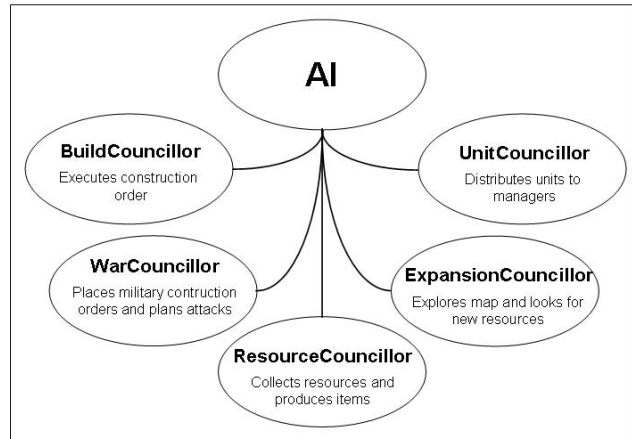 AI
BuildCouncillor
Executes construction
order
UnitCouncillor
Distributes units to
managers
WarCouncillor
Places military contruction
orders and plans attacks
ExpansionCouncillor
Explores map and looks for
new resources
ResourceCouncillor
Collects resources and
produces items